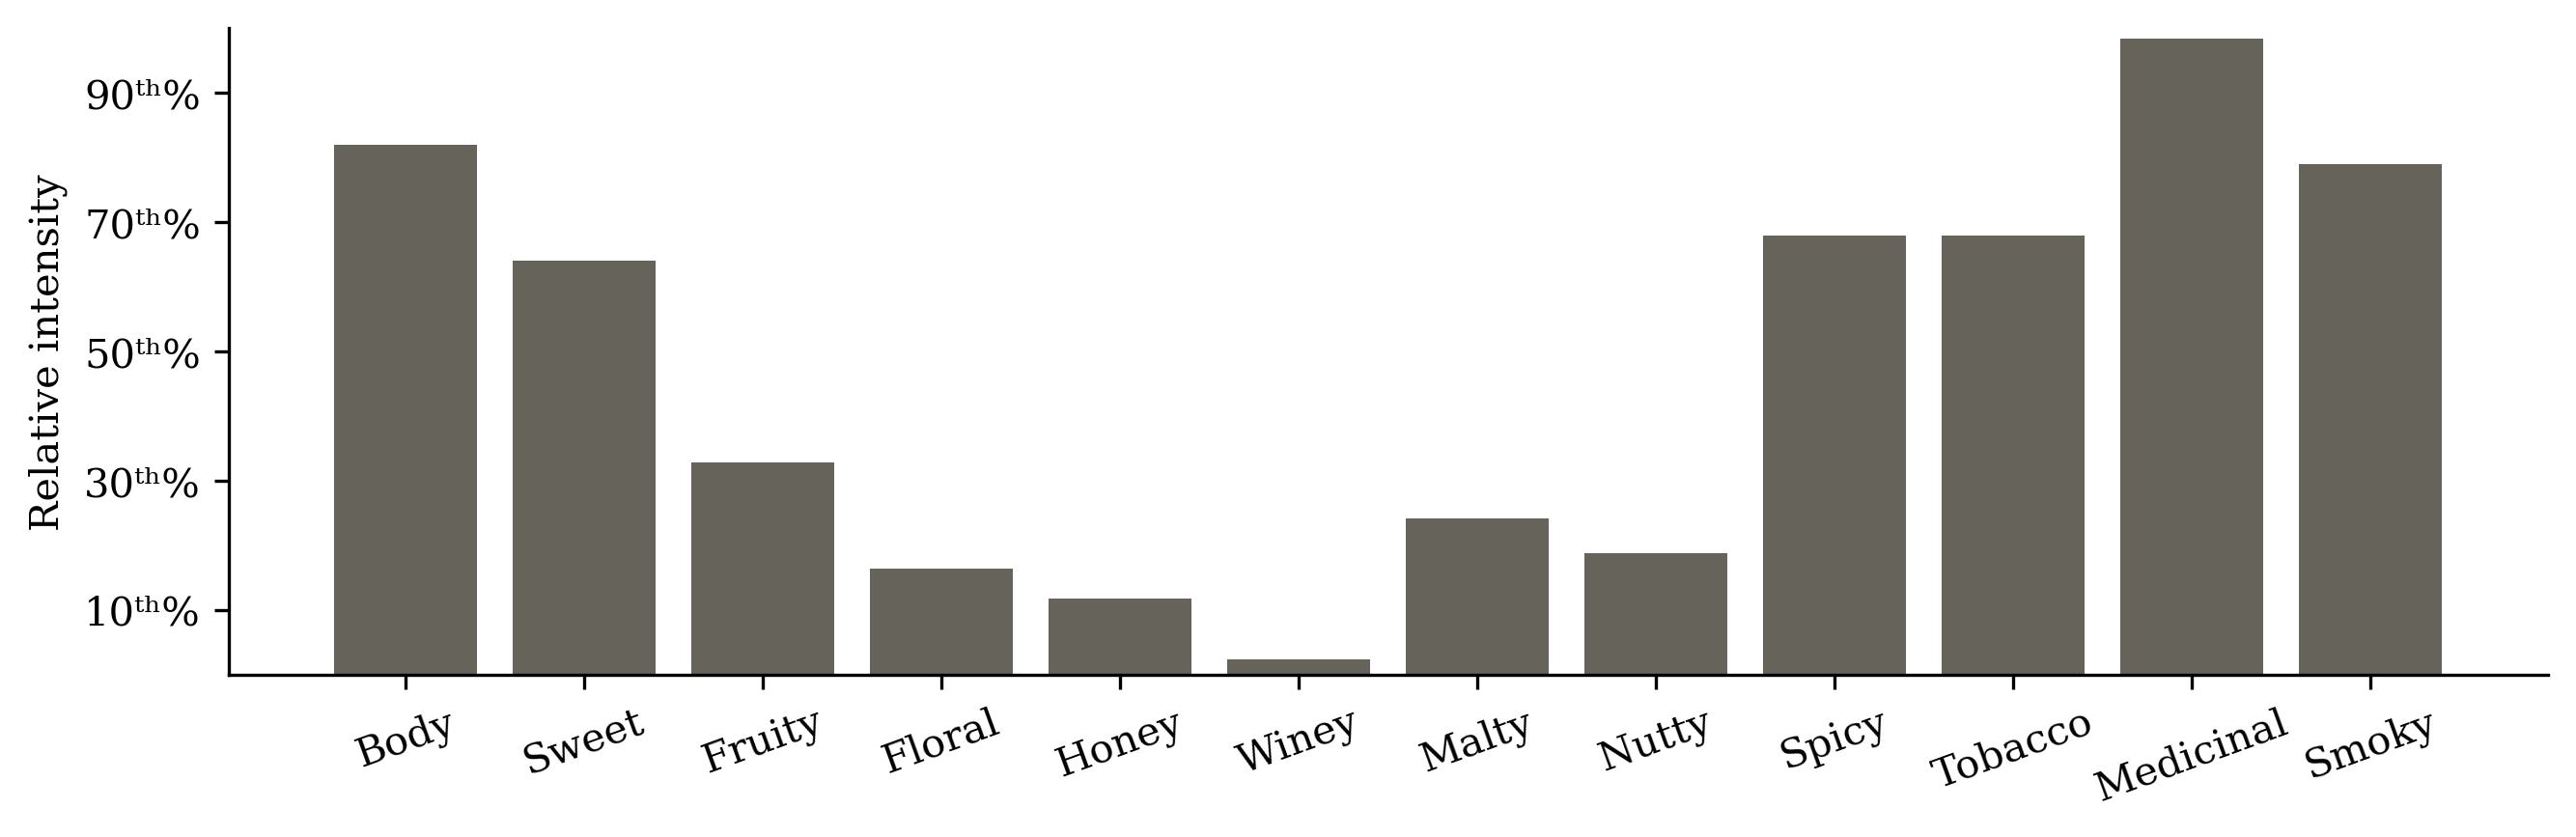 Relative intensity
90ᵗʰ%
70ᵗʰ%
50ᵗʰ%
30ᵗʰ%
10ᵗʰ%
Body Sweet Fruity Floral Honey Winey Malty Nutty Spicy Tobacco Medicinal Smoky